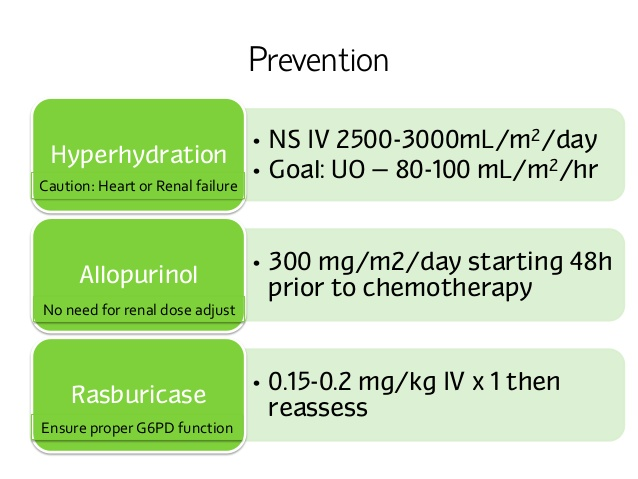 Prevention
Hyperhydration
Caution: Heart or Renal failure
• NS IV 2500-3000mL/m²/day
• Goal: UO – 80-100 mL/m²/hr
Allopurinol
No need for renal dose adjust
• 300 mg/m2/day starting 48h
prior to chemotherapy
Rasburicase
Ensure proper G6PD function
• 0.15-0.2 mg/kg IV x 1 then
reassess